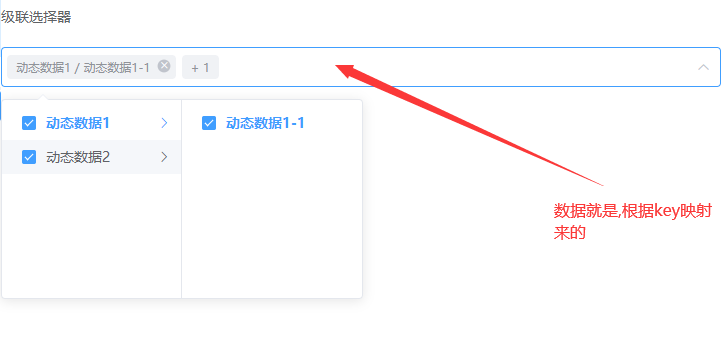 级联选择器
动态数据1 / 动态数据1-1
+ 1
动态数据1
动态数据1-1
动态数据2
数据就是,根据key映射
来的